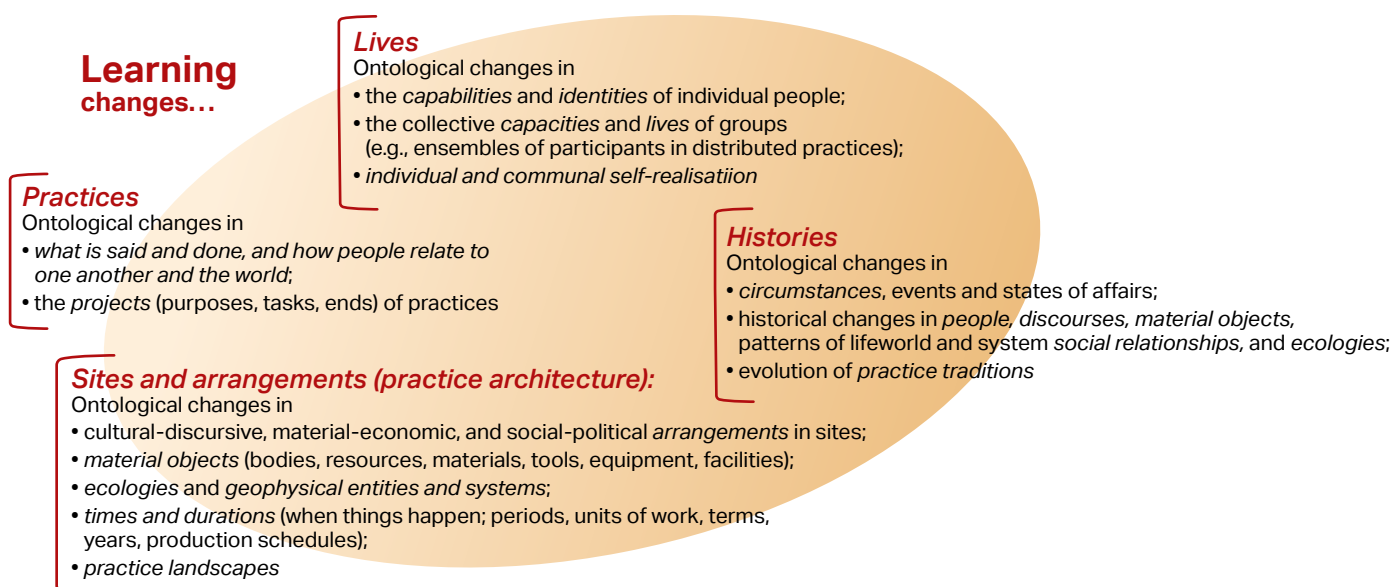 Learning
changes...
Lives
Ontological changes in
• the capabilities and identities of individual people;
• the collective capacities and lives of groups
(e.g., ensembles of participants in distributed practices);
• individual and communal self-realisatiion
Practices
Ontological changes in
• what is said and done, and how people relate to
one another and the world;
• the projects (purposes, tasks, ends) of practices
Histories
Ontological changes in
• circumstances, events and states of affairs;
• historical changes in people, discourses, material objects,
patterns of lifeworld and system social relationships, and ecologies;
• evolution of practice traditions
Sites and arrangements (practice architecture):
Ontological changes in
• cultural-discursive, material-economic, and social-political arrangements in sites;
• material objects (bodies, resources, materials, tools, equipment, facilities);
• ecologies and geophysical entities and systems;
• times and durations (when things happen; periods, units of work, terms,
years, production schedules);
• practice landscapes